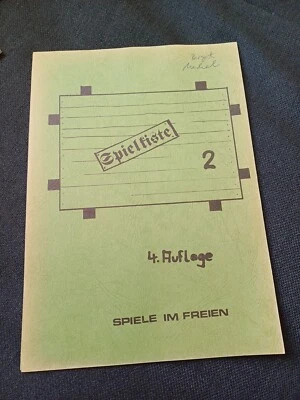 Spielkiste
2
4. Auflage
SPIELE IM FREIEN